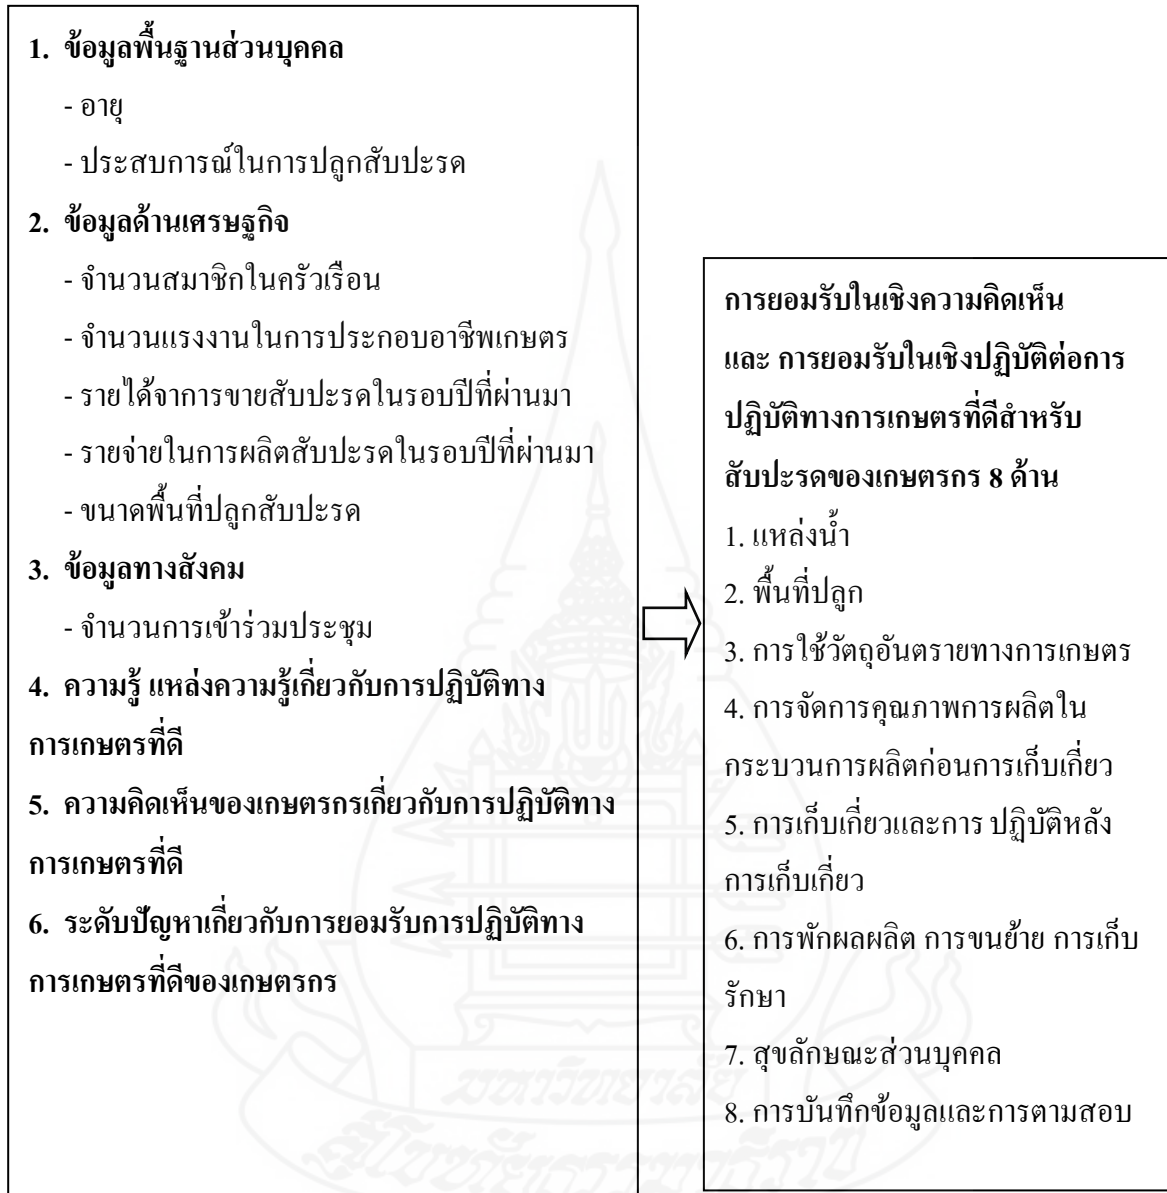 1. ข้อมูลพื้นฐานส่วนบุคคล
- อายุ
- ประสบการณ์ในการปลูกสับปะรด
2. ข้อมูลด้านเศรษฐกิจ
- จำนวนสมาชิกในครัวเรือน
- จำนวนแรงงานในการประกอบอาชีพเกษตร
- รายได้จาการขายสับปะรดในรอบปีที่ผ่านมา
- รายจ่ายในการผลิตสับปะรดในรอบปีที่ผ่านมา
- ขนาดพื้นที่ปลูกสับปะรด
3. ข้อมูลทางสังคม
- จำนวนการเข้าร่วมประชุม
4. ความรู้ แหล่งความรู้เกี่ยวกับการปฏิบัติทาง
การเกษตรที่ดี
5. ความคิดเห็นของเกษตรกรเกี่ยวกับการปฏิบัติทาง
การเกษตรที่ดี
6. ระดับปัญหาเกี่ยวกับการยอมรับการปฏิบัติทาง
การเกษตรที่ดีของเกษตรกร
การยอมรับในเชิงความคิดเห็น
และ การยอมรับในเชิงปฏิบัติต่อการ
ปฏิบัติทางการเกษตรที่ดีสำหรับ
สับปะรดของเกษตรกร 8 ด้าน
1. แหล่งน้ำ
2. พื้นที่ปลูก
3. การใช้วัตถุอันตรายทางการเกษตร
4. การจัดการคุณภาพการผลิตใน
กระบวนการผลิตก่อนการเก็บเกี่ยว
5. การเก็บเกี่ยวและการ ปฏิบัติหลัง
การเก็บเกี่ยว
6. การพักผลผลิต การขนย้าย การเก็บ
รักษา
7. สุขลักษณะส่วนบุคคล
8. การบันทึกข้อมูลและการตามสอบ
มหาวิทยาลัย
สุโขทัยธรรมาธิราช